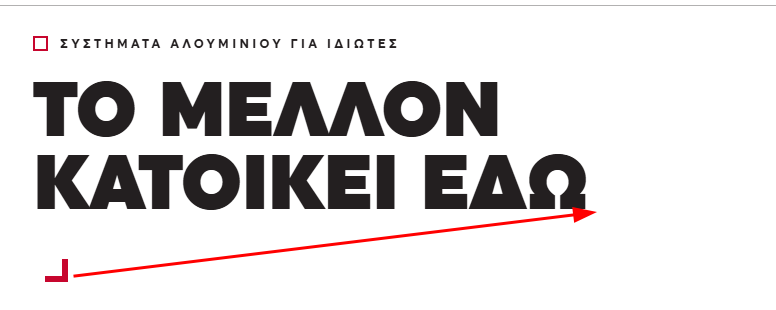 ΣΥΣΤΗΜΑΤΑ ΑΛΟΥΜΙΝΙΟΥ ΓΙΑ ΙΔΙΩΤΕΣ
ΤΟ ΜΕΛΛΟΝ
ΚΑΤΟΙΚΕΙ ΕΔΩ